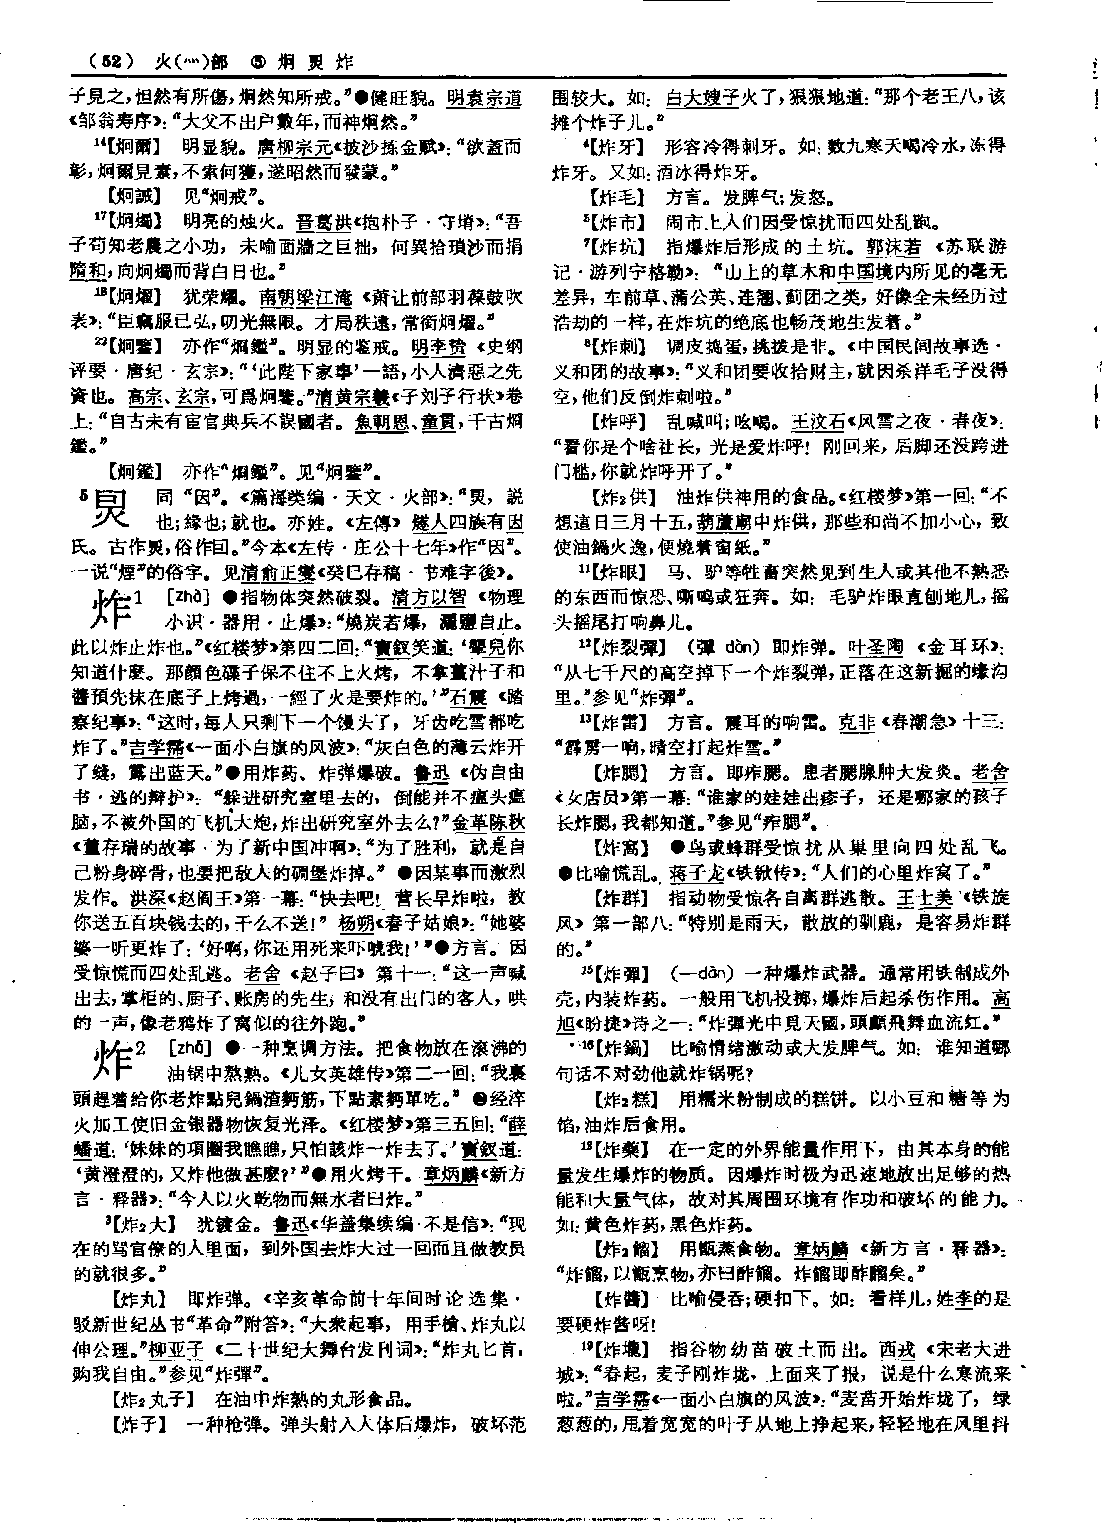 （52） 火(灬)部 ⑤ 炯 炅 炸
子見之，怛然有所傷，炯然知所戒。”●健旺貌。明袁宗道
《邹翁寿序》：“大父不出户數年，而神炯然。”
14【炯爾】 明显貌。唐柳宗元《披沙拣金赋》：“欲蓋而
彰，炯爾見素，不索何獲，遂昭然而發蒙。”
【炯誡】 见“炯戒”。
17【炯燭】 明亮的烛火。晋葛洪《抱朴子·守塉》：“吾
子苟知老農之小功，未喻面牆之巨拙，何異拾瑣沙而捐
隋和，向炯燭而背白日也。”
18【炯燿】 犹荣耀。南朝梁江淹《萧让前部羽葆鼓吹
表》：“臣竊服已弘，叨光無限。才局秩遠，常銜炯燿。”
22【炯鑒】 亦作“炯鑑”。明显的鉴戒。明李贽《史纲
评要·唐纪·玄宗》：“‘此陛下家事’一語，小人濟惡之先
資也。高宗、玄宗，可爲炯鑒。”清黄宗羲《子刘子行状》卷
上：“自古未有宦官典兵不誤國者。魚朝恩、童貫，千古炯
鑑。”
【炯鑑】 亦作“炯鑑”。见“炯鑒”。
5炅 同“因”。《篇海类编·天文·火部》：“炅，説
也；缘也；就也。亦姓。《左傳》遂人四族有因
氏。古作炅，俗作囙。”今本《左传·庄公十七年》作“因”。
一说“煙”的俗字。见清俞正燮《癸巳存稿·节难字後》。
炸1 ［zhà］ ●指物体突然破裂。清方以智《物理
小识·器用·止爆》：“燒炭若爆，灑鹽自止。
此以炸止炸也。”《红楼梦》第四二回：“寶釵笑道：‘顰兒你
知道什麽。那顔色碟子保不住不上火烤，不拿薑汁子和
醬預先抹在底子上烤過，一經了火是要炸的。’”石震《踏
察纪事》：“这时，每人只剩下一个馒头了，牙齿吃雪都吃
炸了。”吉学霈《一面小白旗的风波》：“灰白色的薄云炸开
了缝，露出蓝天。”●用炸药、炸弹爆破。鲁迅《伪自由
书·逃的辩护》：“躲进研究室里去的，倒能并不瘟头瘟
脑，不被外国的飞机大炮，炸出研究室外去么？”金革陈秋
《董存瑞的故事·为了新中国冲啊》：“为了胜利，就是自
己粉身碎骨，也要把敌人的碉堡炸掉。”●因某事而激烈
发作。洪深《赵阎王》第一幕：“快去吧！营长早炸啦，教
你送五百块钱去的，干么不送！”杨朔《春子姑娘》：“她婆
婆一听更炸了：‘好啊，你还用死来吓唬我！’”●方言。因
受惊慌而四处乱逃。老舍《赵子曰》第十一：“这一声喊
出去，掌柜的、厨子、账房的先生，和没有出门的客人，哄
的一声，像老鸦炸了窝似的往外跑。”
炸2 ［zhá］ ●一种烹调方法。把食物放在滚沸的
油锅中熬熟。《儿女英雄传》第二一回：“我裹
頭趕着给你老炸點兒鍋渣麪筋，下點素麪單吃。”●经淬
火加工使旧金银器物恢复光泽。《红楼梦》第三五回：“薛
蟠道：‘妹妹的項圈我瞧瞧，只怕該炸一炸去了。’寶釵道：
‘黄澄澄的，又炸他做甚麽？’”●用火烤干。章炳麟《新方
言·释器》：“今人以火乾物而無水者曰炸。”
3【炸2大】 犹镀金。鲁迅《华盖集续编·不是信》：“现
在的骂官僚的人里面，到外国去炸大过一回而且做教员
的就很多。”
【炸丸】 即炸弹。《辛亥革命前十年间时论选集·
驳新世纪丛书“革命”附答》：“大衆起事，用手槍、炸丸以
伸公理。”柳亚子《二十世纪大舞台发刊词》：“炸丸匕首，
购我自由。”参见“炸彈”。
【炸2丸子】 在油中炸熟的丸形食品。
【炸子】 一种枪弹。弹头射入人体后爆炸，破坏范
围较大。如：白大嫂子火了，狠狠地道：“那个老王八，该
摊个炸子儿。”
4【炸牙】 形容冷得刺牙。如：数九寒天喝冷水，冻得
炸牙。又如：酒冰得炸牙。
【炸毛】 方言。发脾气；发怒。
5【炸市】 闹市上人们因受惊扰而四处乱跑。
7【炸坑】 指爆炸后形成的土坑。郭沫若《苏联游
记·游列宁格勒》：“山上的草木和中国境内所见的毫无
差异，车前草、蒲公英、连翘、蓟团之类，好像全未经历过
浩劫的一样，在炸坑的绝底也畅茂地生发着。”
8【炸刺】 调皮捣蛋，挑拨是非。《中国民间故事选·
义和团的故事》：“义和团要收拾财主，就因杀洋毛子没得
空，他们反倒炸刺啦。”
【炸呼】 乱喊叫；吆喝。王汶石《风雪之夜·春夜》：
“看你是个啥社长，光是爱炸呼！刚回来，后脚还没跨进
门槛，你就炸呼开了。”
【炸2供】 油炸供神用的食品。《红楼梦》第一回：“不
想這日三月十五，葫蘆廟中炸供，那些和尚不加小心，致
使油鍋火逸，便燒着窗紙。”
11【炸眼】 马、驴等牲畜突然见到生人或其他不熟悉
的东西而惊恐、嘶鸣或狂奔。如：毛驴炸眼直刨地儿，摇
头摇尾打响鼻儿。
12【炸裂彈】 （彈 dàn）即炸弹。叶圣陶《金耳环》：
“从七千尺的高空掉下一个炸裂弹，正落在这新掘的壕沟
里。”参见“炸彈”。
13【炸雷】 方言。震耳的响雷。克非《春潮急》十三：
“霹雳一响，晴空打起炸雪。”
【炸腮】 方言。即痄腮。患者腮腺肿大发炎。老舍
《女店员》第一幕：“谁家的娃娃出痧子，还是哪家的孩子
长炸腮，我都知道。”参见“痄腮”。
【炸窝】 ●鸟或蜂群受惊扰从巢里向四处乱飞。
●比喻慌乱。蒋子龙《铁锨传》：“人们的心里炸窝了。”
【炸群】 指动物受惊各自离群逃散。王士美《铁旋
风》第一部八：“特别是雨天，散放的驯鹿，是容易炸群
的。”
15【炸彈】 （—dàn）一种爆炸武器。通常用铁制成外
壳，内装炸药。一般用飞机投掷，爆炸后起杀伤作用。高
旭《盼捷》诗之一：“炸彈光中覓天國，頭顱飛舞血流紅。”
16【炸鍋】 比喻情绪激动或大发脾气。如：谁知道哪
句话不对劲他就炸锅呢？
【炸2糕】 用糯米粉制成的糕饼。以小豆和糖等为
馅，油炸后食用。
18【炸藥】 在一定的外界能量作用下，由其本身的能
量发生爆炸的物质。因爆炸时极为迅速地放出足够的热
能和大量气体，故对其周围环境有作功和破坏的能力。
如：黄色炸药，黑色炸药。
【炸2餾】 用甑蒸食物。章炳麟《新方言·释器》：
“炸餾，以甑烹物，亦曰酢餾。炸餾即酢餾矣。”
【炸醬】 比喻侵吞；硬扣下。如：看样儿，姓李的是
要硬炸酱呀！
19【炸壠】 指谷物幼苗破土而出。西戎《宋老大进
城》：“春起，麦子刚炸垅，上面来了报，说是什么寒流来
啦。”吉学霈《一面小白旗的风波》：“麦苗开始炸垅了，绿
葱葱的，甩着宽宽的叶子从地上挣起来，轻轻地在风里抖